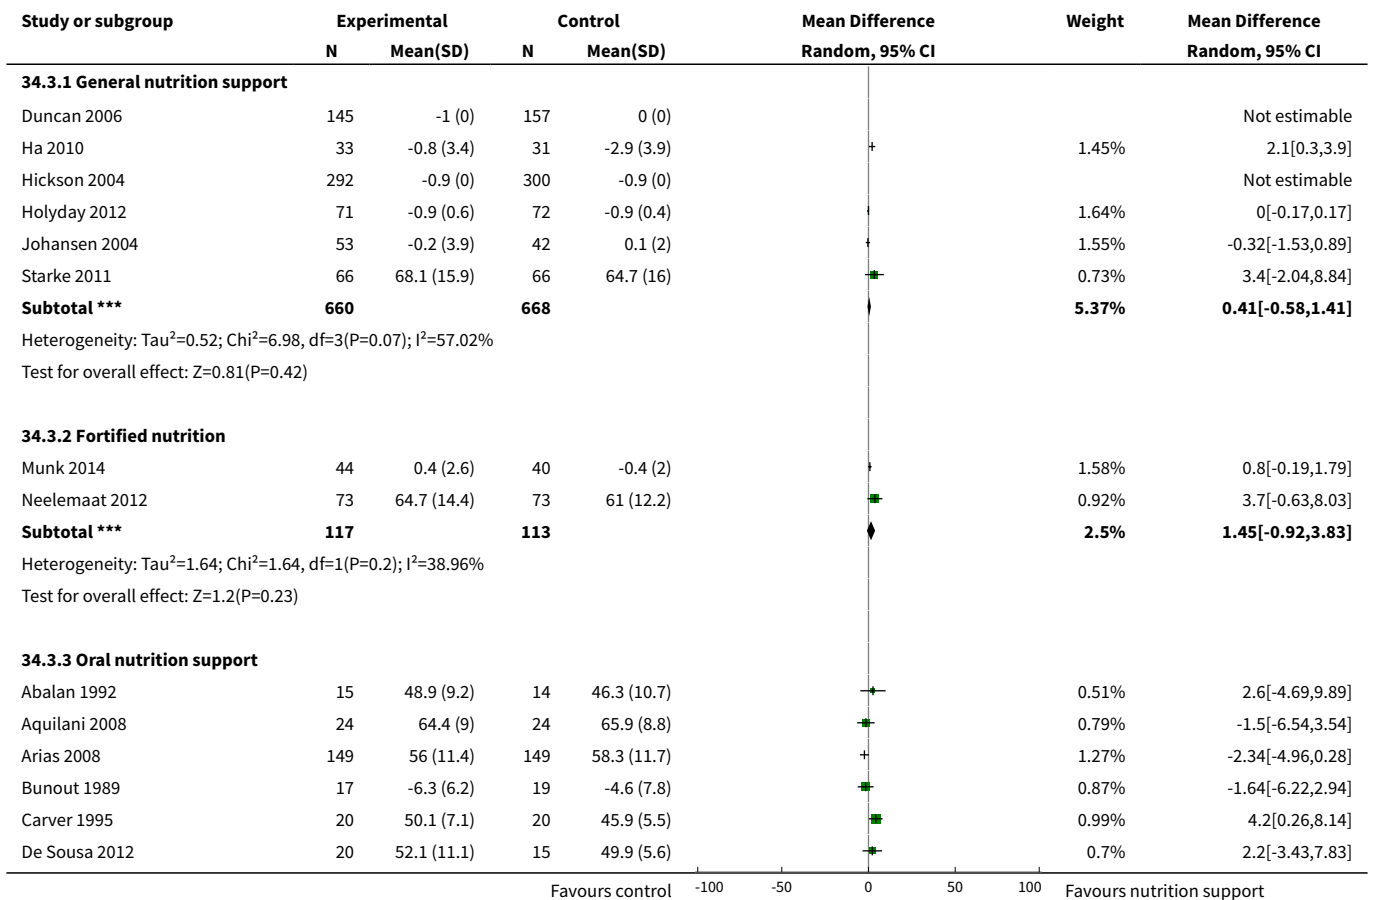 Study or subgroup Experimental Control Mean Difference Weight Mean Difference
N Mean(SD) N Mean(SD) Random, 95% CI Random, 95% CI
34.3.1 General nutrition support
Duncan 2006 145 -1 (0) 157 0 (0) Not estimable
Ha 2010 33 -0.8 (3.4) 31 -2.9 (3.9) 1.45% 2.1[0.3,3.9]
Hickson 2004 292 -0.9 (0) 300 -0.9 (0) Not estimable
Holyday 2012 71 -0.9 (0.6) 72 -0.9 (0.4) 1.64% 0[-0.17,0.17]
Johansen 2004 53 -0.2 (3.9) 42 0.1 (2) 1.55% -0.32[-1.53,0.89]
Starke 2011 66 68.1 (15.9) 66 64.7 (16) 0.73% 3.4[-2.04,8.84]
Subtotal *** 660 668 5.37% 0.41[-0.58,1.41]
Heterogeneity: Tau²=0.52; Chi²=6.98, df=3(P=0.07); I²=57.02%
Test for overall effect: Z=0.81(P=0.42)
34.3.2 Fortified nutrition
Munk 2014 44 0.4 (2.6) 40 -0.4 (2) 1.58% 0.8[-0.19,1.79]
Neelemaat 2012 73 64.7 (14.4) 73 61 (12.2) 0.92% 3.7[-0.63,8.03]
Subtotal *** 117 113 2.5% 1.45[-0.92,3.83]
Heterogeneity: Tau²=1.64; Chi²=1.64, df=1(P=0.2); I²=38.96%
Test for overall effect: Z=1.2(P=0.23)
34.3.3 Oral nutrition support
Abalan 1992 15 48.9 (9.2) 14 46.3 (10.7) 0.51% 2.6[-4.69,9.89]
Aquilani 2008 24 64.4 (9) 24 65.9 (8.8) 0.79% -1.5[-6.54,3.54]
Arias 2008 149 56 (11.4) 149 58.3 (11.7) 1.27% -2.34[-4.96,0.28]
Bunout 1989 17 -6.3 (6.2) 19 -4.6 (7.8) 0.87% -1.64[-6.22,2.94]
Carver 1995 20 50.1 (7.1) 20 45.9 (5.5) 0.99% 4.2[0.26,8.14]
De Sousa 2012 20 52.1 (11.1) 15 49.9 (5.6) 0.7% 2.2[-3.43,7.83]
Favours control -100 -50 0 50 100 Favours nutrition support